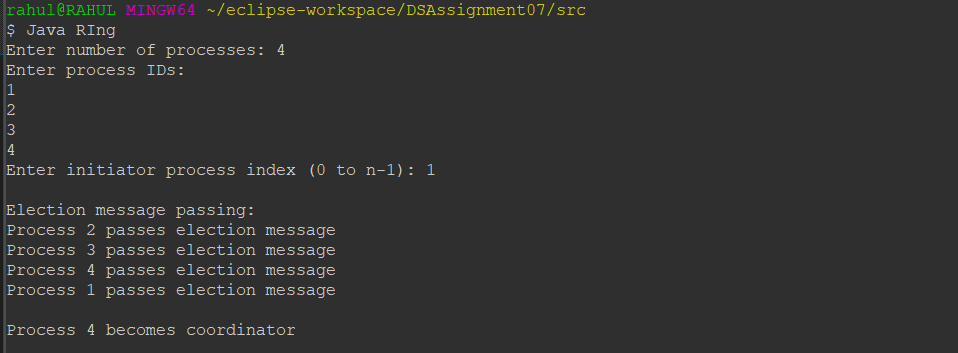 rahul@RAHUL MINGW64 ~/eclipse-workspace/DSAssignment07/src
$ Java RIng
Enter number of processes: 4
Enter process IDs:
1
2
3
4
Enter initiator process index (0 to n-1): 1
Election message passing:
Process 2 passes election message
Process 3 passes election message
Process 4 passes election message
Process 1 passes election message
Process 4 becomes coordinator